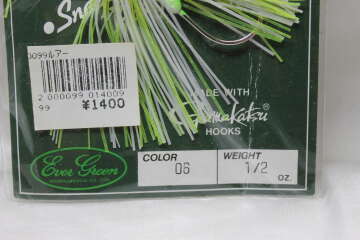 0099ルアー
2 000099 014009
99
¥1400
MADE WITH
Gamakatsu
HOOKS
Ever Green
COLOR
06
WEIGHT
1/2
oz.